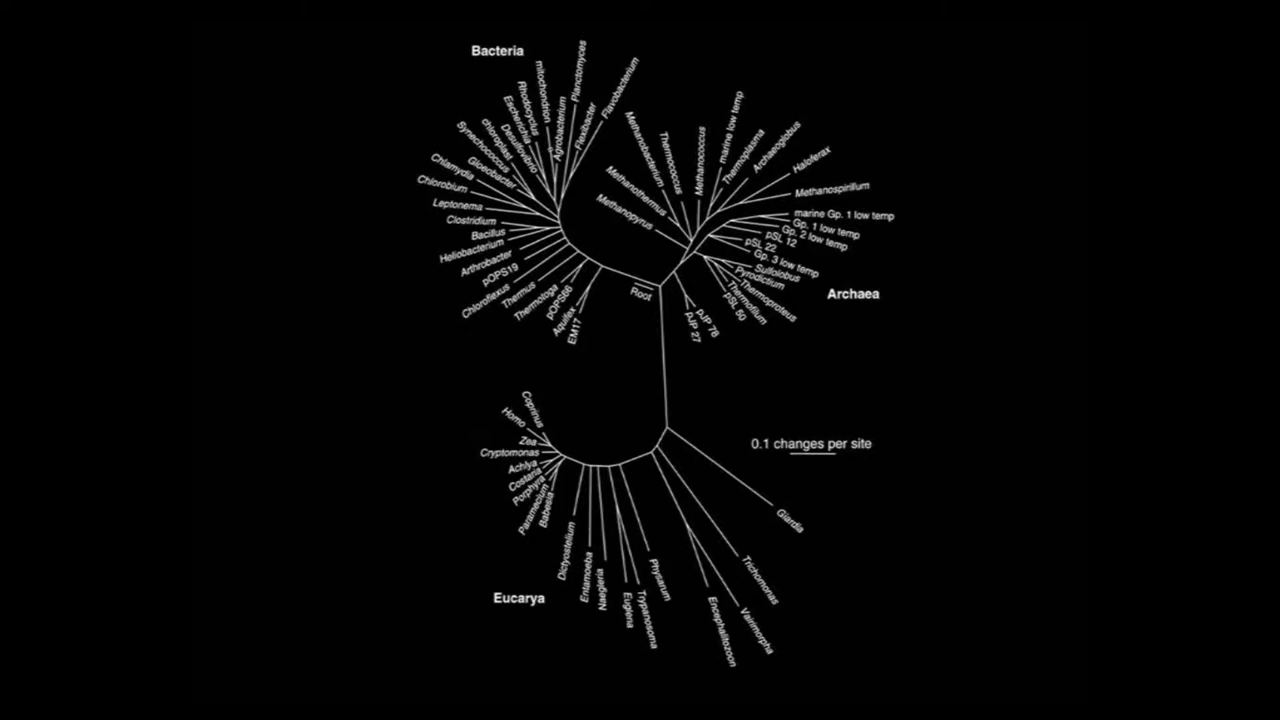 Bacteria
Planctomyces
Flavobacterium
mitochondrion
Rhodocyclus
Escherichia
Desulfovibrio
Agrobacterium
Flexibacter
chloroplast
Synechococcus
Gloeobacter
Chlamydia
Chlorobium
Leptonema
Clostridium
Bacillus
Heliobacterium
Arthrobacter
pOPS19
Chloroflexus
Thermus
Thermotoga
pOPS66
Aquifex
EM17
Root
Methanobacterium
Thermococcus
Methanothermus
Methanopyrus
Methanococcus
marine low temp
Thermoplasma
Archaeoglobus
Haloferax
Methanospirillum
marine Gp. 1 low temp
Gp. 1 low temp
Gp. 2 low temp
pSL 12
pSL 22
Gp. 3 low temp
Sulfolobus
Pyrodictium
Thermoproteus
Thermofilum
pSL 50
pJP 78
pJP 27
Archaea
0.1 changes per site
Coprinus
Homo
Zea
Cryptomonas
Achlya
Costaria
Porphyra
Paramecium
Babesia
Dictyostelium
Entamoeba
Naegleria
Euglena
Trypanosoma
Physarum
Encephalitozoon
Vairimorpha
Trichomonas
Giardia
Eucarya